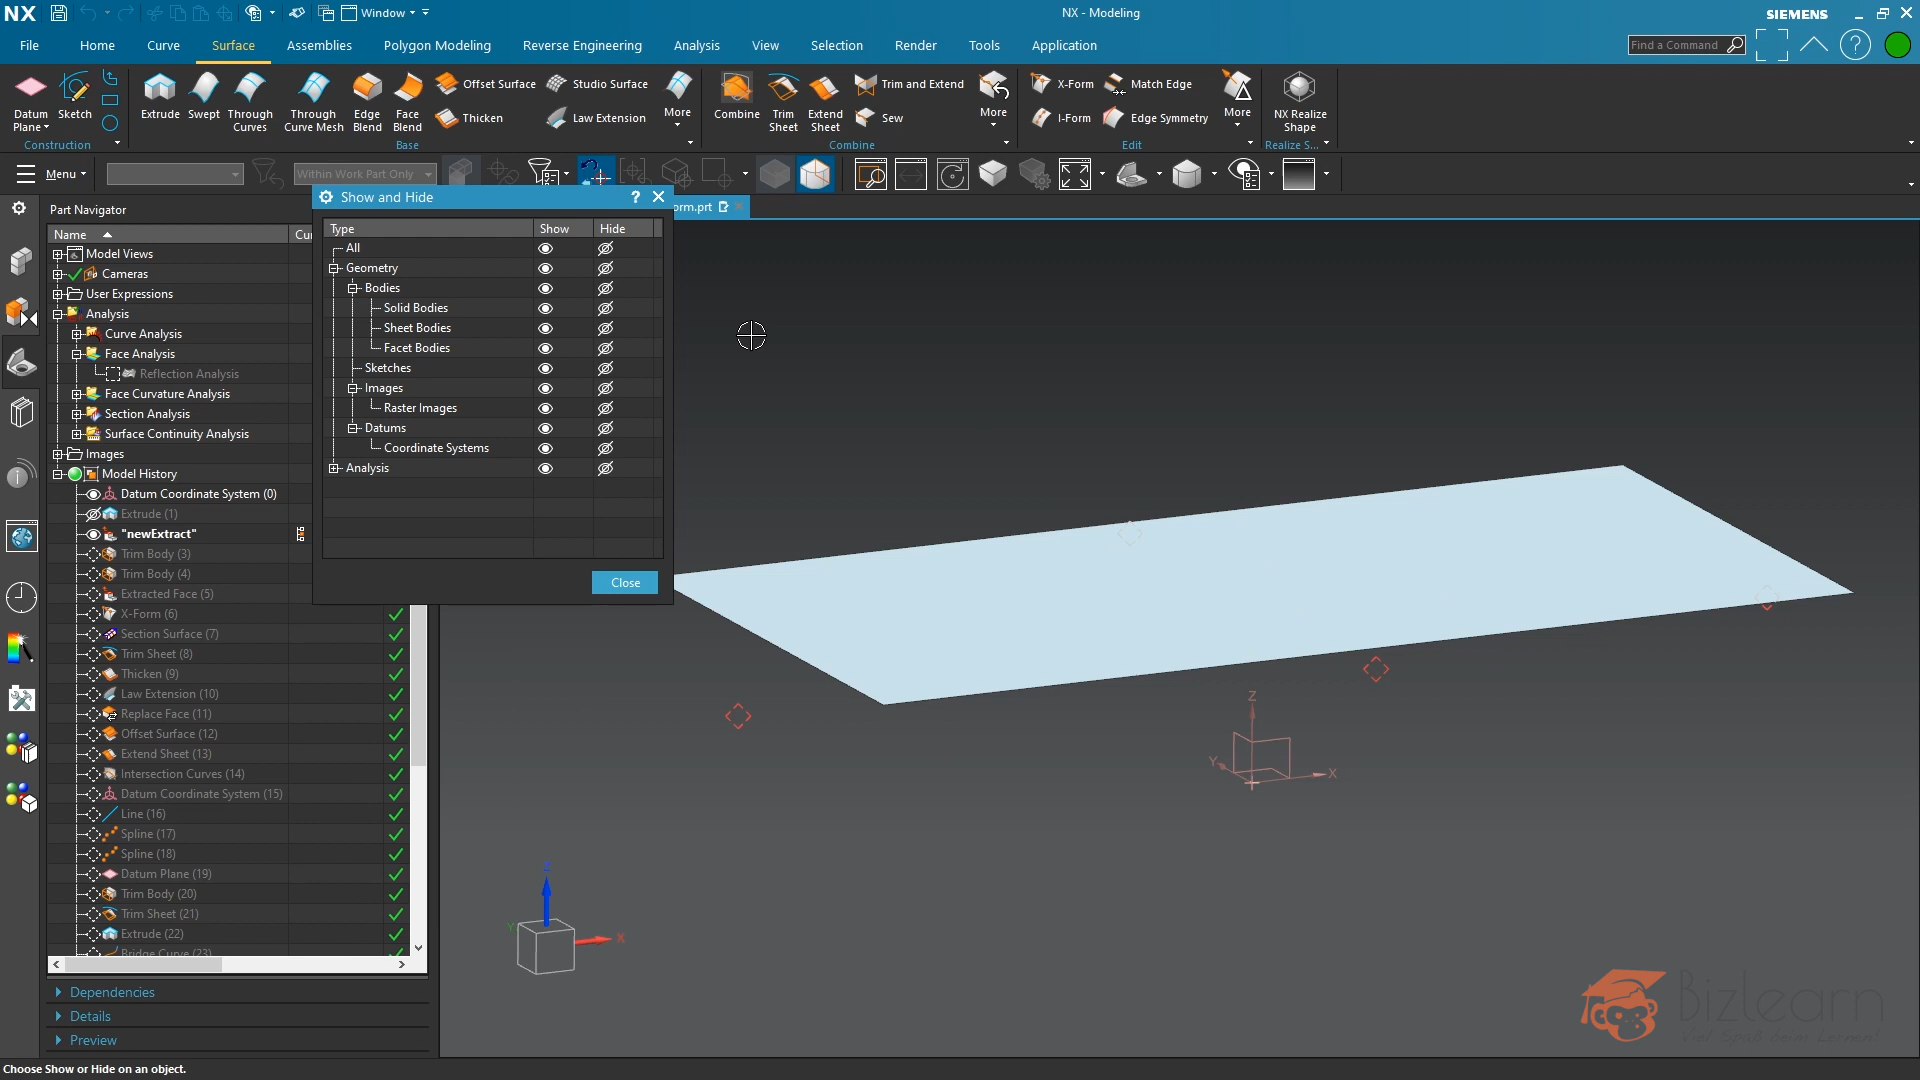 NX
Window
NX - Modeling
SIEMENS
File Home Curve Surface Assemblies Polygon Modeling Reverse Engineering Analysis View Selection Render Tools Application
Find a Command
Datum Plane
Sketch
Extrude
Swept
Through Curves
Through Curve Mesh
Edge Blend
Face Blend
Offset Surface
Thicken
Studio Surface
Law Extension
More
Combine
Trim Sheet
Extend Sheet
Trim and Extend
Sew
More
X-Form
I-Form
Match Edge
Edge Symmetry
More
NX Realize Shape
Construction
Base
Combine
Edit
Realize S...
Menu
Within Work Part Only
Part Navigator
Name
Cur
Model Views
Cameras
User Expressions
Analysis
Curve Analysis
Face Analysis
Reflection Analysis
Face Curvature Analysis
Section Analysis
Surface Continuity Analysis
Images
Model History
Datum Coordinate System (0)
Extrude (1)
"newExtract"
Trim Body (3)
Trim Body (4)
Extracted Face (5)
X-Form (6)
Section Surface (7)
Trim Sheet (8)
Thicken (9)
Law Extension (10)
Replace Face (11)
Offset Surface (12)
Extend Sheet (13)
Intersection Curves (14)
Datum Coordinate System (15)
Line (16)
Spline (17)
Spline (18)
Datum Plane (19)
Trim Body (20)
Trim Sheet (21)
Extrude (22)
Bridge Curve (23)
Dependencies
Details
Preview
Show and Hide
Type Show Hide
All
Geometry
Bodies
Solid Bodies
Sheet Bodies
Facet Bodies
Sketches
Images
Raster Images
Datums
Coordinate Systems
Analysis
Close
orm.prt
Z
Y
X
Z
Y
X
Bizlearn
Viel Spaß beim Lernen!
Choose Show or Hide on an object.